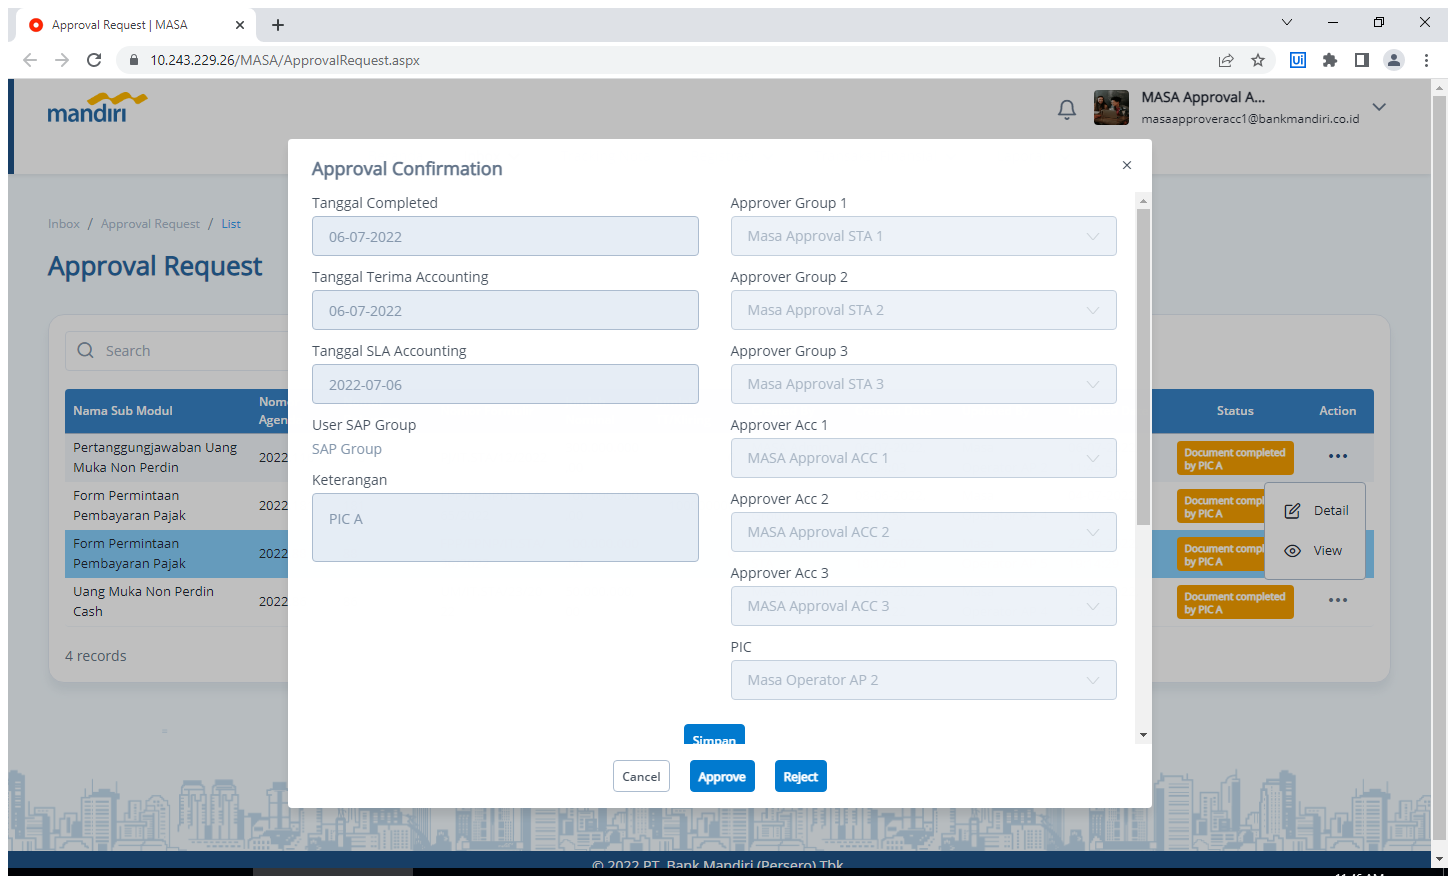 Approval Request | MASA
10.243.229.26/MASA/ApprovalRequest.aspx
Ui
mandiri
MASA Approval A...
masaapproveracc1@bankmandiri.co.id
Inbox / Approval Request / List
Approval Request
Search
Nama Sub Modul
Status
Action
Pertanggungjawaban Uang
Muka Non Perdin
2022
Document completed
by PIC A
Form Permintaan
Pembayaran Pajak
2022
Document
by PIC A
Form Permintaan
Pembayaran Pajak
2022
Document
by PIC A
Uang Muka Non Perdin
Cash
2022
Document completed
by PIC A
Detail
View
4 records
Approval Confirmation
Tanggal Completed
06-07-2022
Tanggal Terima Accounting
06-07-2022
Tanggal SLA Accounting
2022-07-06
User SAP Group
SAP Group
Keterangan
PIC A
Approver Group 1
Masa Approval STA 1
Approver Group 2
Masa Approval STA 2
Approver Group 3
Masa Approval STA 3
Approver Acc 1
MASA Approval ACC 1
Approver Acc 2
MASA Approval ACC 2
Approver Acc 3
MASA Approval ACC 3
PIC
Masa Operator AP 2
Simpan
Cancel
Approve
Reject
© 2022 PT. Bank Mandiri (Persero) Tbk